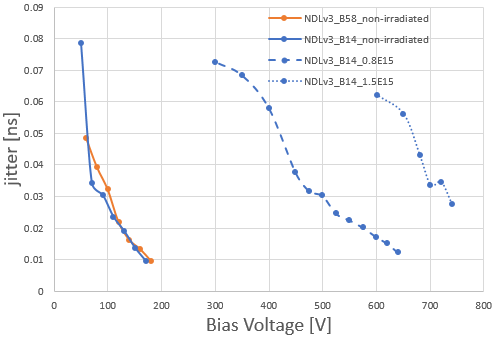 0.09
0.08
0.07
0.06
0.05
0.04
0.03
0.02
0.01
0
jitter [ns]
NDLv3_B58_non-irradiated
NDLv3_B14_non-irradiated
NDLv3_B14_0.8E15
NDLv3_B14_1.5E15
0 100 200 300 400 500 600 700 800
Bias Voltage [V]